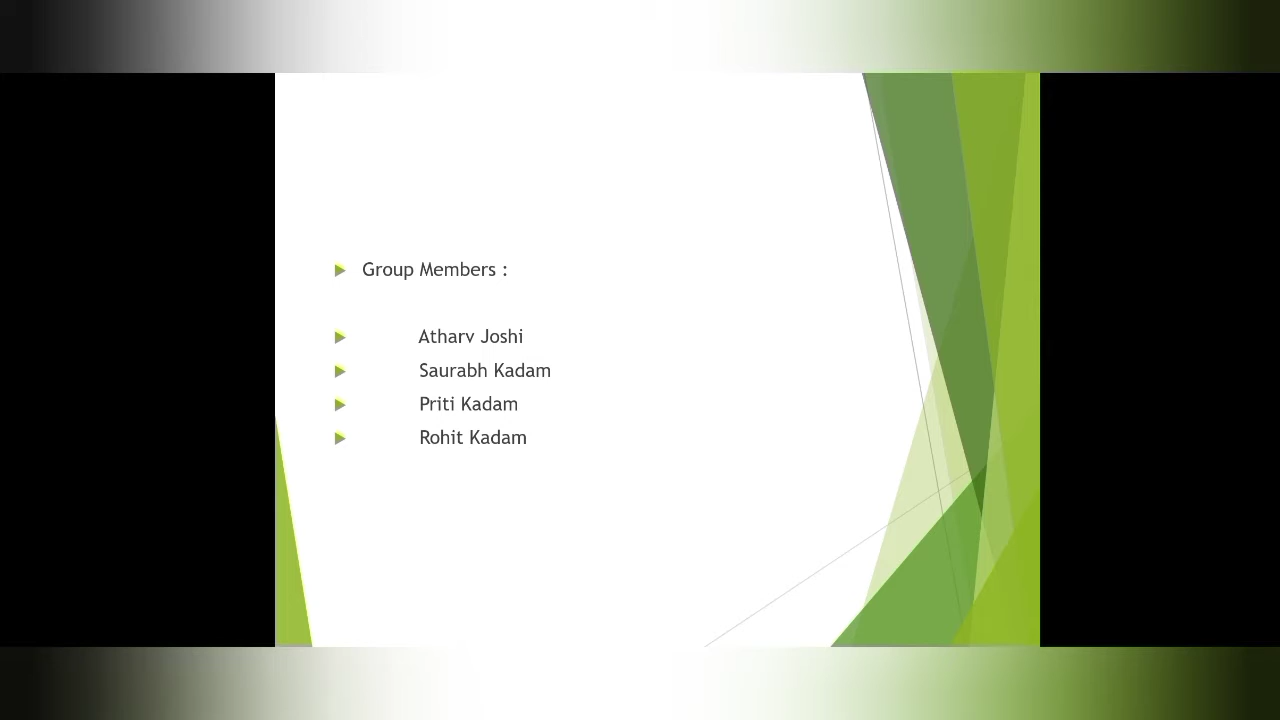 Group Members :
Atharv Joshi
Saurabh Kadam
Priti Kadam
Rohit Kadam